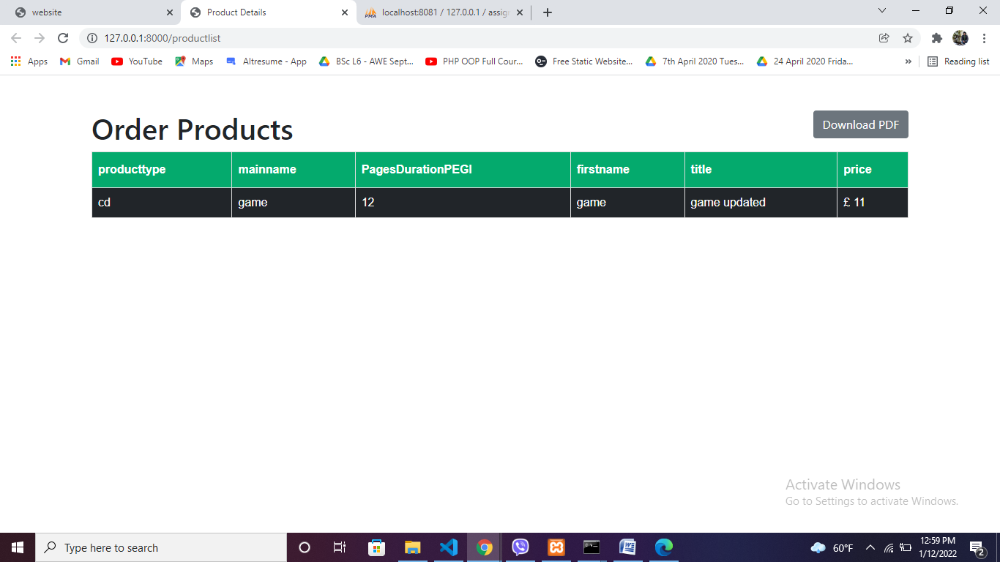 website
Product Details
localhost:8081 / 127.0.0.1 / assig
127.0.0.1:8000/productlist
Apps
Gmail
YouTube
Maps
Altresume - App
BSc L6 - AWE Sept...
PHP OOP Full Cour...
Free Static Website...
7th April 2020 Tues...
24 April 2020 Frida...
»
Reading list
Order Products
Download PDF
producttype mainname PagesDurationPEGI firstname title price
cd game 12 game game updated £ 11
Activate Windows
Go to Settings to activate Windows.
Type here to search
60°F
12:59 PM
1/12/2022
2